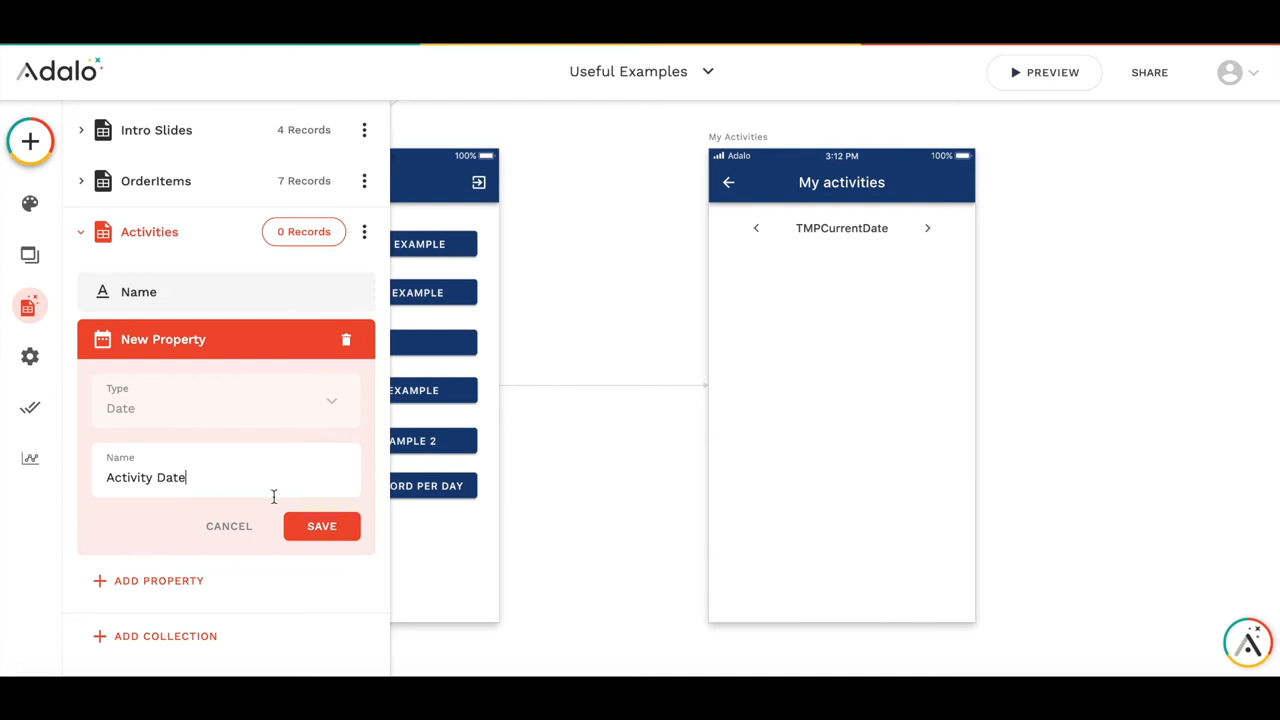 Adalo
Useful Examples
PREVIEW
SHARE
Intro Slides
4 Records
OrderItems
7 Records
Activities
0 Records
Name
New Property
Type
Date
Name
Activity Date
CANCEL
SAVE
ADD PROPERTY
ADD COLLECTION
100%
EXAMPLE
EXAMPLE
EXAMPLE
AMPLE 2
ORD PER DAY
My Activities
Adalo
3:12 PM
100%
My activities
TMPCurrentDate